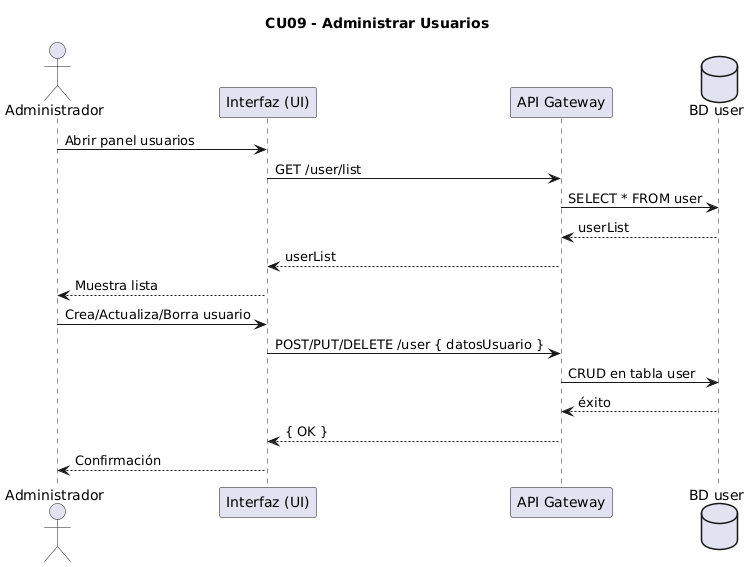 CU09 - Administrar Usuarios
Administrador
Interfaz (UI)
API Gateway
BD user
Abrir panel usuarios
GET /user/list
SELECT * FROM user
userList
userList
Muestra lista
Crea/Actualiza/Borra usuario
POST/PUT/DELETE /user { datosUsuario }
CRUD en tabla user
éxito
{ OK }
Confirmación
Administrador
Interfaz (UI)
API Gateway
BD user